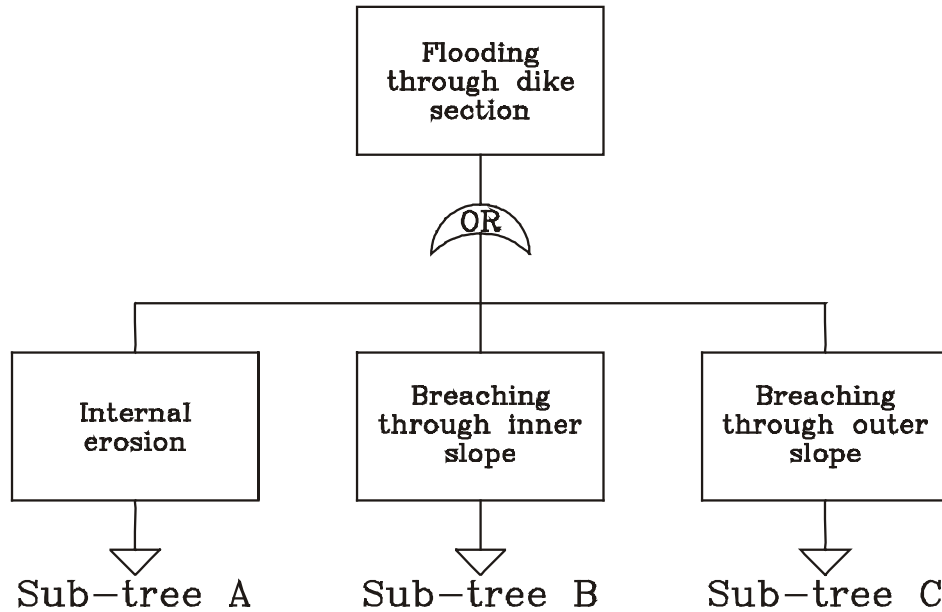 Flooding
through dike
section
OR
Internal
erosion
Breaching
through inner
slope
Breaching
through outer
slope
Sub-tree A
Sub-tree B
Sub-tree C